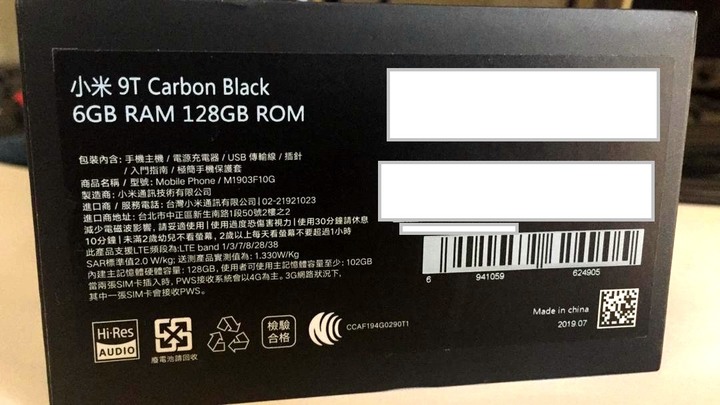 小米 9T Carbon Black
6GB RAM 128GB ROM
包裝內含: 手機主機 / 電源充電器 / USB 傳輸線 / 插針
/ 入門指南 / 極簡手機保護套
商品名稱 / 型號: Mobile Phone / M1903F10G
製造商: 小米通訊技術有限公司
進口商 / 服務電話: 台灣小米通訊有限公司 | 02-21921023
進口商地址: 台北市中正區新生南路1段50號2樓之2
減少電磁波影響, 請妥適使用 | 使用過度恐傷害視力 | 使用30分鐘請休息
10分鐘 | 未滿2歲幼兒不看螢幕, 2歲以上每天看螢幕不要超過1小時
此產品支援LTE頻段為LTE band 1/3/7/8/28/38
SAR標準值2.0 W/kg; 送測產品實測值為: 1.330W/Kg
內建主記憶體硬體容量: 128GB, 使用者可使用主記憶體容量至少: 102GB
當兩張SIM卡插入時, PWS接收系統會以4G為主。3G網路狀況下,
其中一張SIM卡會接收PWS。
6 941059 624905
Made in china
2019.07
Hi-Res
AUDIO
廢電池請回收
檢驗
合格
CCAF194G0290T1